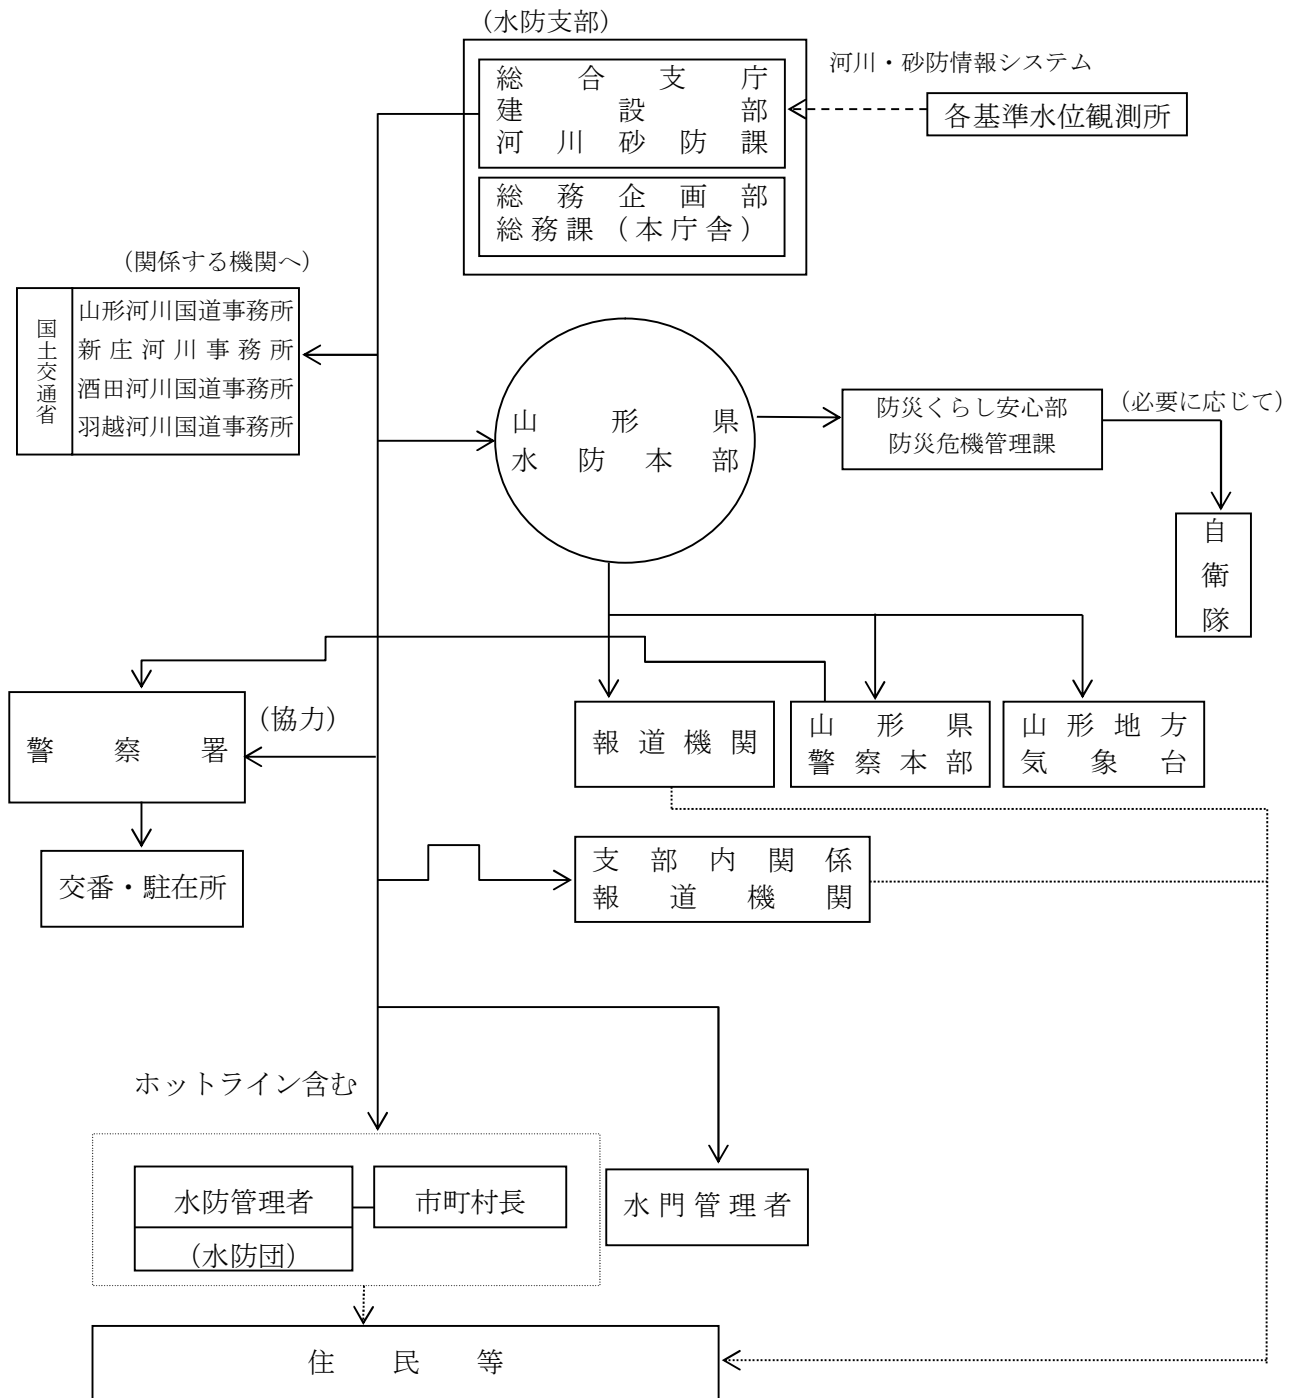 (水防支部)
総合支庁
建設部
河川砂防課
総務企画部
総務課(本庁舎)
河川・砂防情報システム
各基準水位観測所
(関係する機関へ)
国土交通省
山形河川国道事務所
新庄河川事務所
酒田河川国道事務所
羽越河川国道事務所
山形県
水防本部
防災くらし安心部
防災危機管理課
(必要に応じて)
自衛隊
警察署
(協力)
報道機関
山形県
警察本部
山形地方
気象台
交番・駐在所
支部内関係
報道機関
ホットライン含む
水防管理者
(水防団)
市町村長
水門管理者
住民等